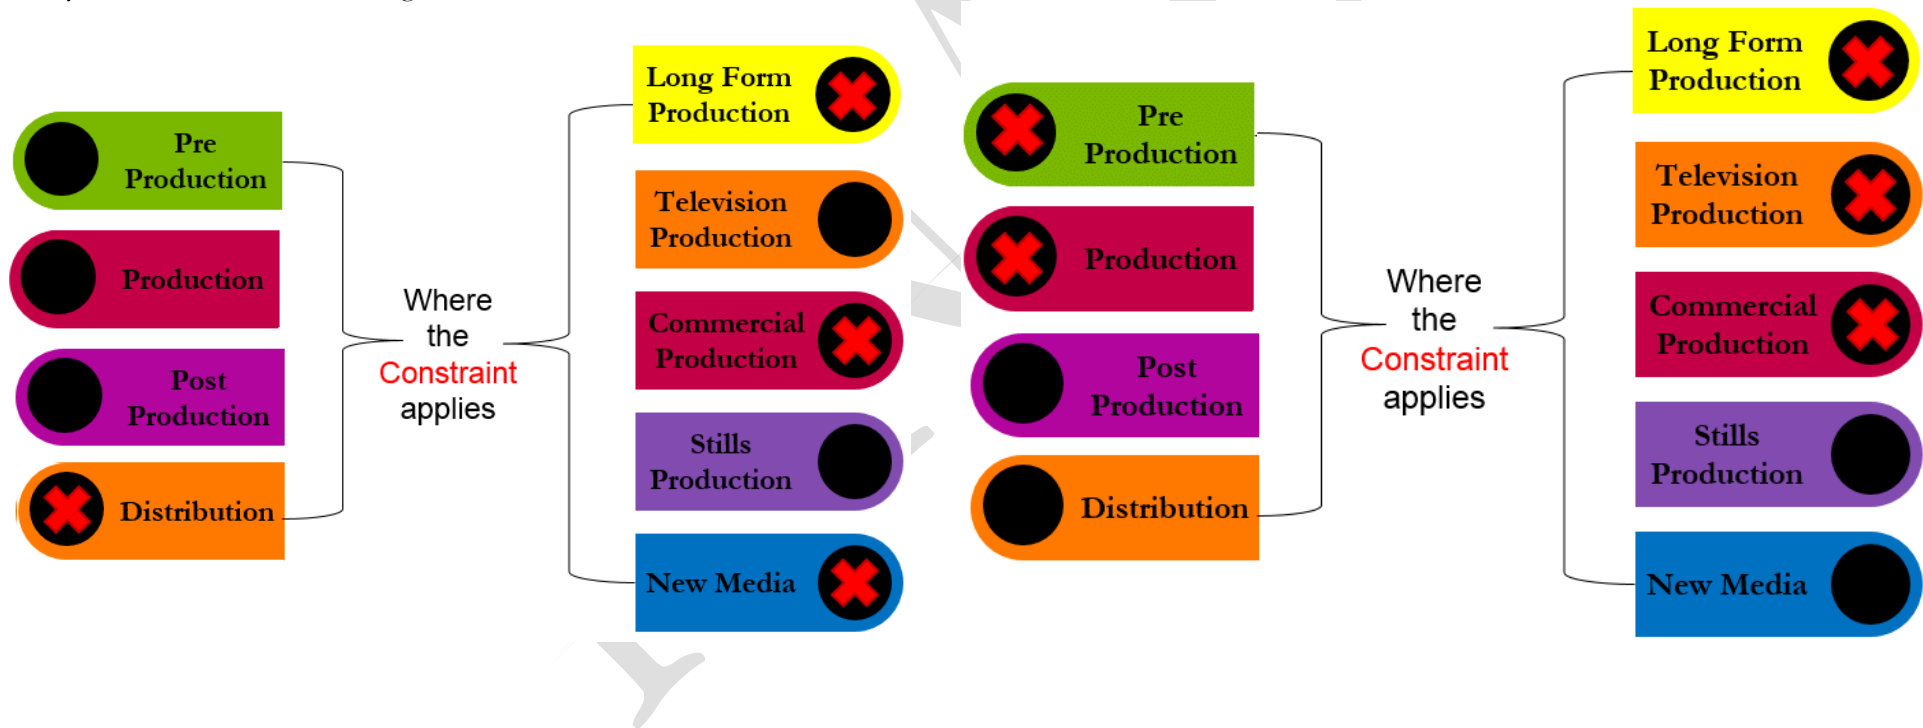 Pre
Production
Production
Post
Production
Distribution
Where
the
Constraint
applies
Long Form
Production
Television
Production
Commercial
Production
Stills
Production
New Media
Pre
Production
Production
Post
Production
Distribution
Where
the
Constraint
applies
Long Form
Production
Television
Production
Commercial
Production
Stills
Production
New Media